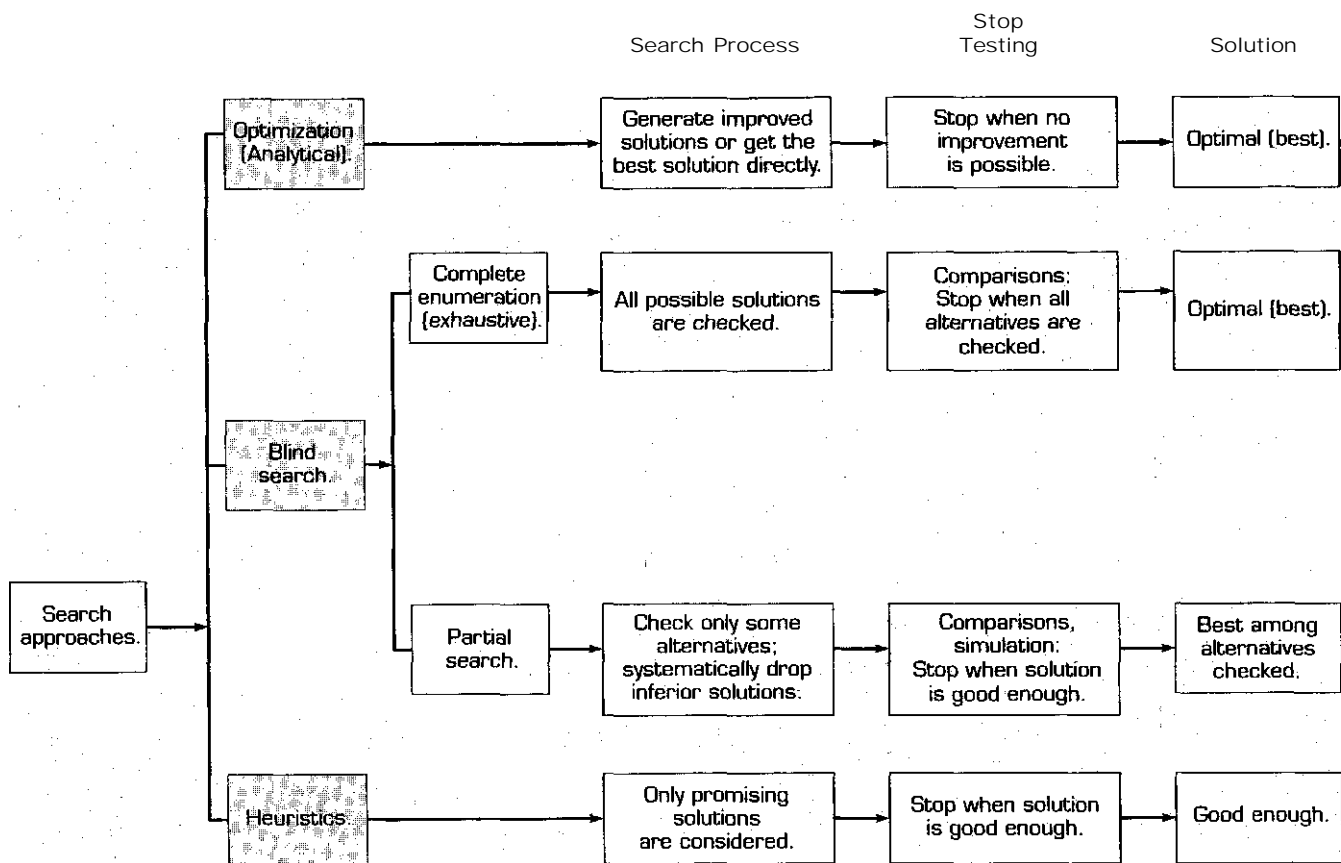 Search Process
Stop
Testing
Solution
Optimization
(Analytical).
Generate improved
solutions or get the
best solution directly.
Stop when no
improvement
is possible.
Optimal (best).
Complete
enumeration
(exhaustive).
All possible solutions
are checked.
Comparisons:
Stop when all
alternatives are
checked.
Optimal (best).
Blind
search.
Search
approaches.
Partial
search.
Check only some
alternatives;
systematically drop
inferior solutions.
Comparisons,
simulation:
Stop when solution
is good enough.
Best among
alternatives
checked.
Heuristics
Only promising
solutions
are considered.
Stop when solution
is good enough.
Good enough.